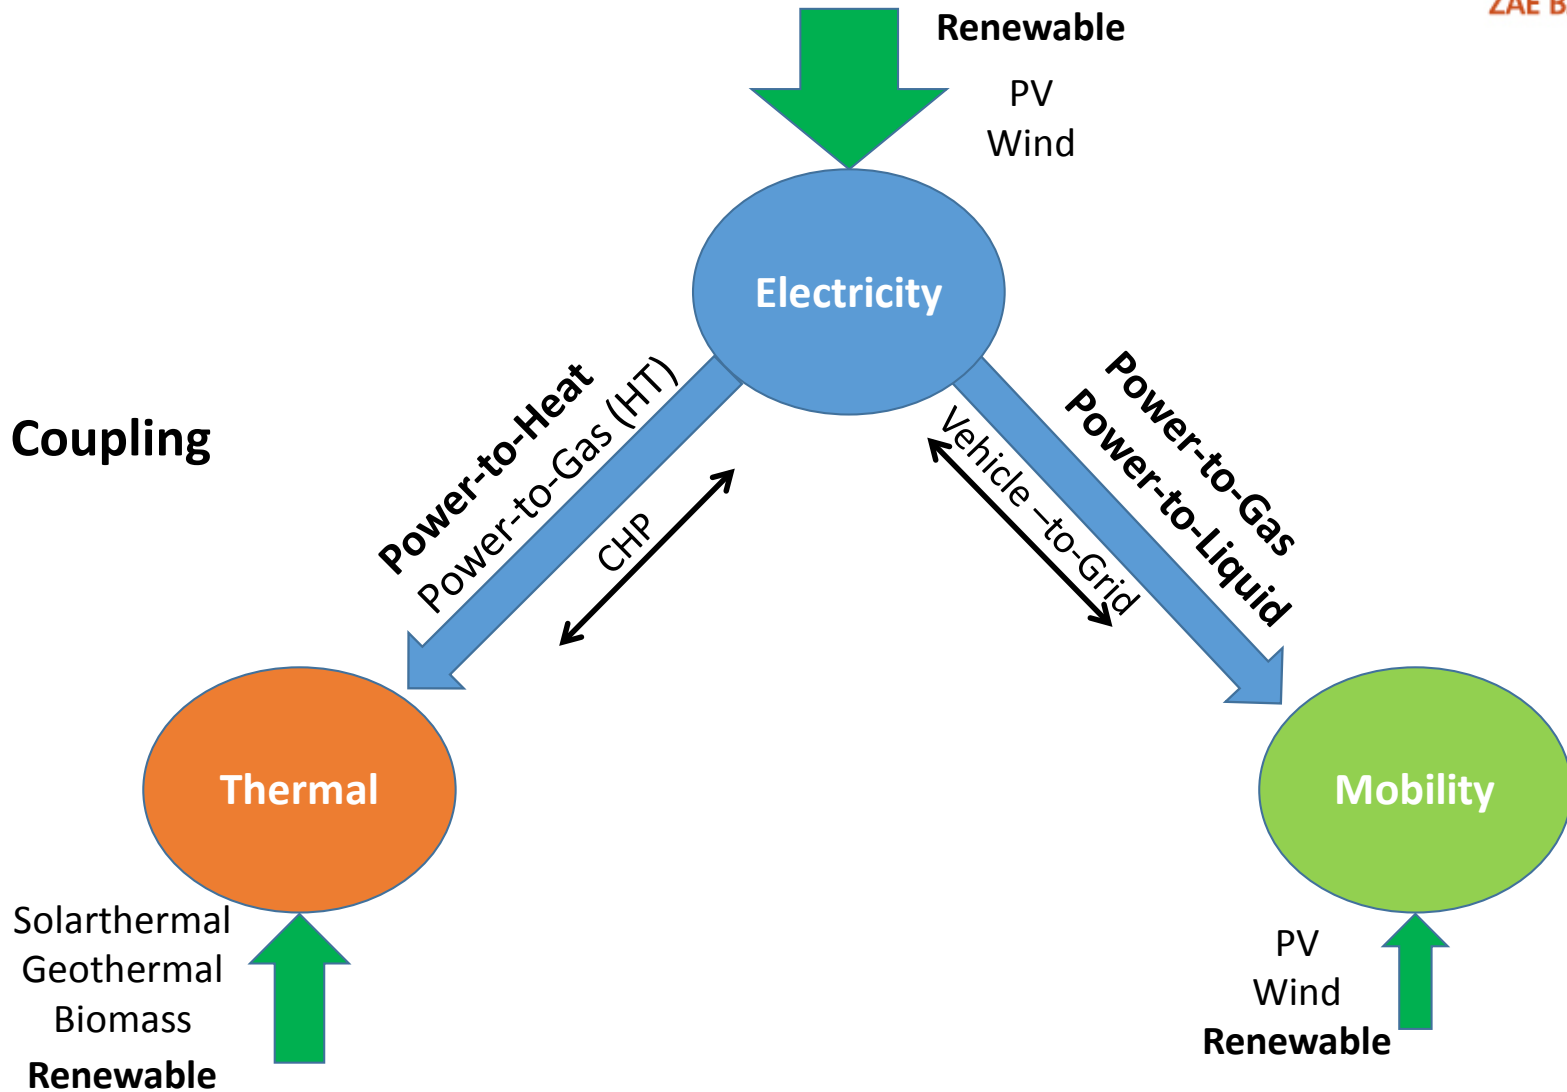 ZAE B
Renewable
PV
Wind
Electricity
Coupling
Power-to-Heat
Power-to-Gas (HT)
CHP
Vehicle –to-Grid
Power-to-Gas
Power-to-Liquid
Thermal
Mobility
Solarthermal
Geothermal
Biomass
Renewable
PV
Wind
Renewable